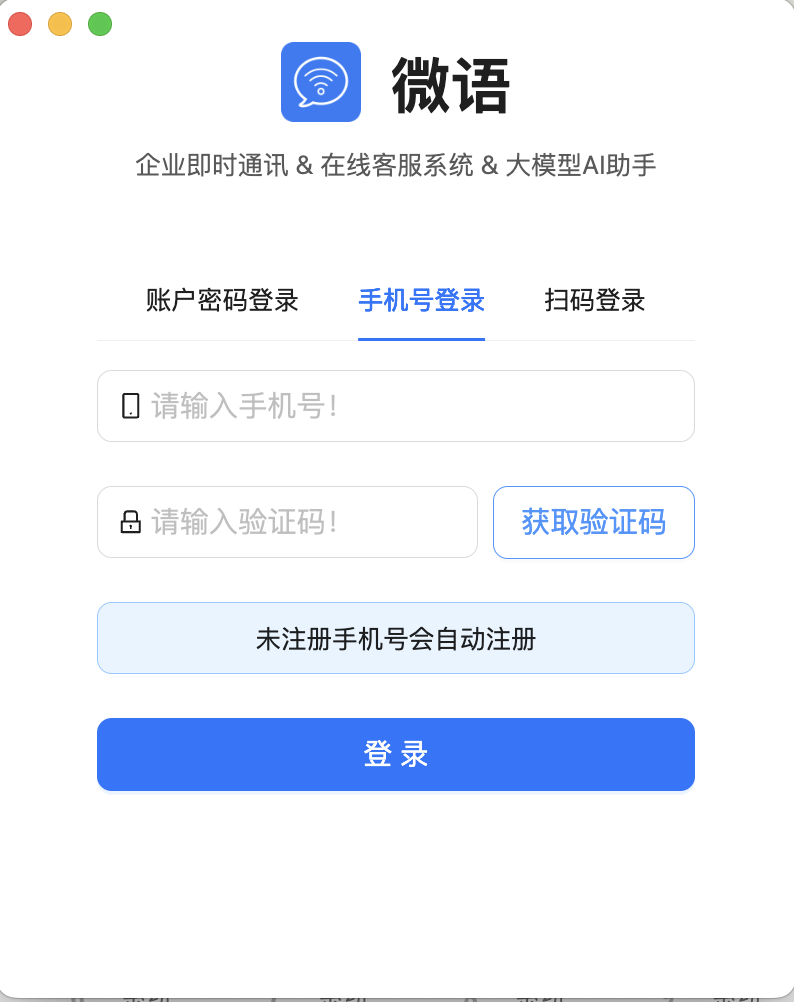 微语
企业即时通讯 & 在线客服系统 & 大模型AI助手
账户密码登录 手机号登录 扫码登录
请输入手机号！
请输入验证码！ 获取验证码
未注册手机号会自动注册
登 录